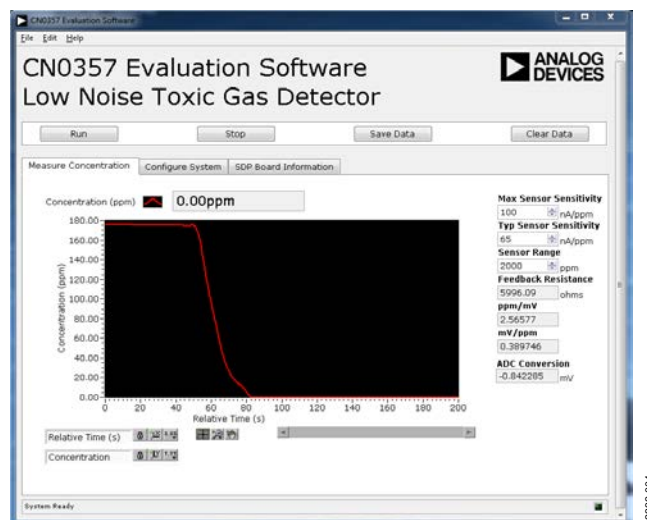 CN0357 Evaluation Software
File Edit Help
CN0357 Evaluation Software
Low Noise Toxic Gas Detector
ANALOG
DEVICES
Run Stop Save Data Clear Data
Measure Concentration Configure System SDP Board Information
Concentration (ppm) 0.00ppm
Concentration (ppm)
180.00
160.00
140.00
120.00
100.00
80.00
60.00
40.00
20.00
0.00
0 20 40 60 80 100 120 140 160 180 200
Relative Time (s)
Relative Time (s)
Concentration
Max Sensor Sensitivity
100 nA/ppm
Typ Sensor Sensitivity
65 nA/ppm
Sensor Range
2000 ppm
Feedback Resistance
5996.09 ohms
ppm/mV
2.56577
mV/ppm
0.389746
ADC Conversion
-0.842285 mV
System Ready